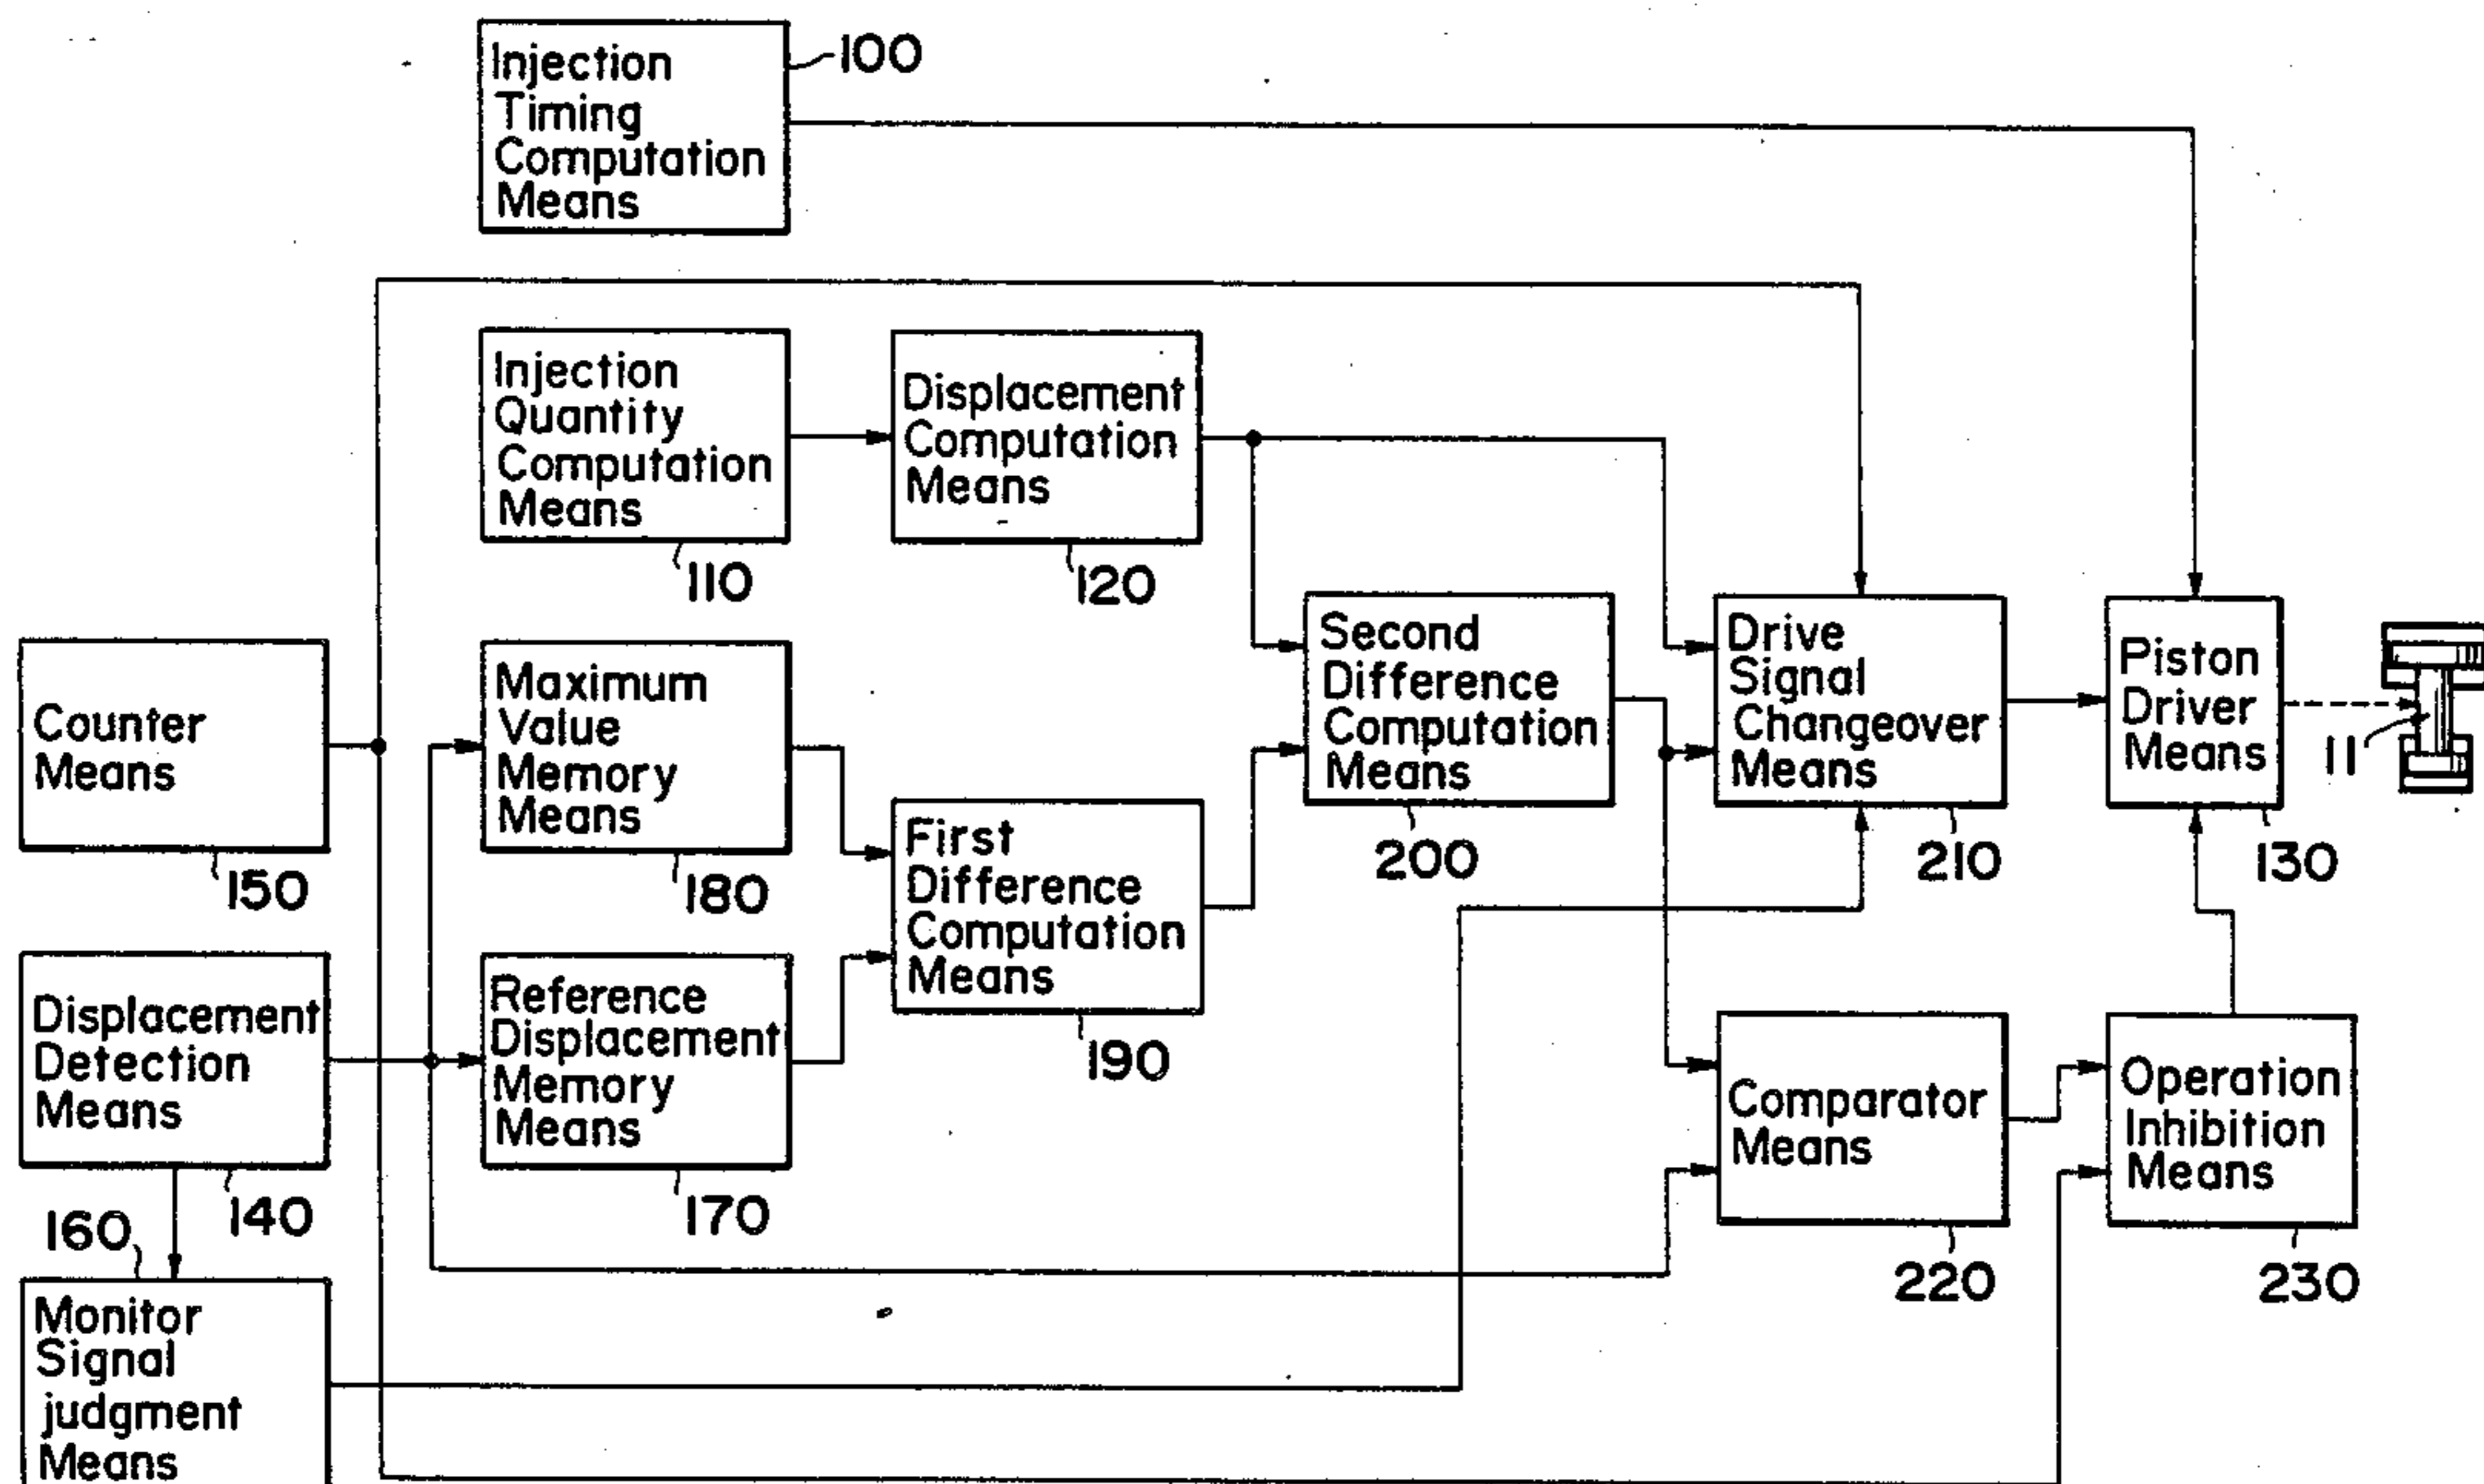 Injection
Timing
Computation
Means
100
Injection
Quantity
Computation
Means
110
Displacement
Computation
Means
120
Counter
Means
150
Maximum
Value
Memory
Means
180
Second
Difference
Computation
Means
200
Drive
Signal
Changeover
Means
210
Piston
Driver
Means
130
11
First
Difference
Computation
Means
190
Displacement
Detection
Means
140
Reference
Displacement
Memory
Means
170
Comparator
Means
220
Operation
Inhibition
Means
230
160
Monitor
Signal
judgment
Means